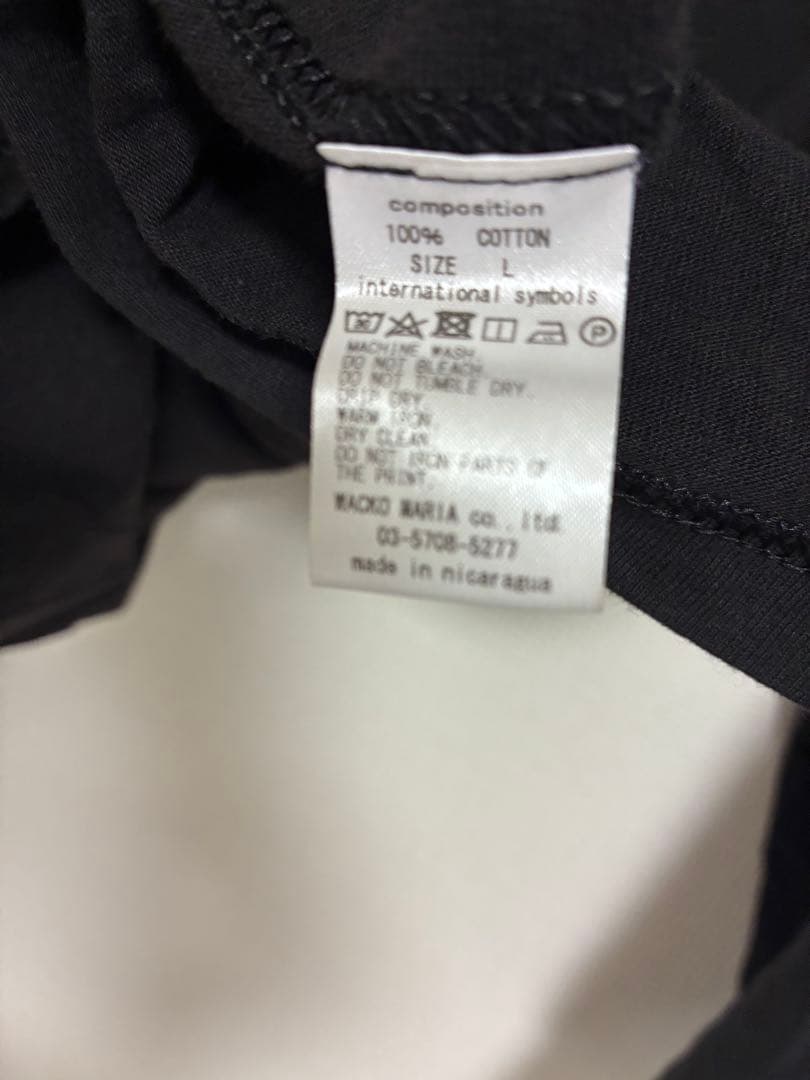 composition
100% COTTON
SIZE L
international symbols
P
MACHINE WASH.
DO NOT BLEACH.
DO NOT TUMBLE DRY.
DRIP DRY.
WARM IRON.
DRY CLEAN.
DO NOT IRON PARTS OF
THE PRINT.
WACKO MARIA co., ltd.
03-5708-5277
made in nicaragua